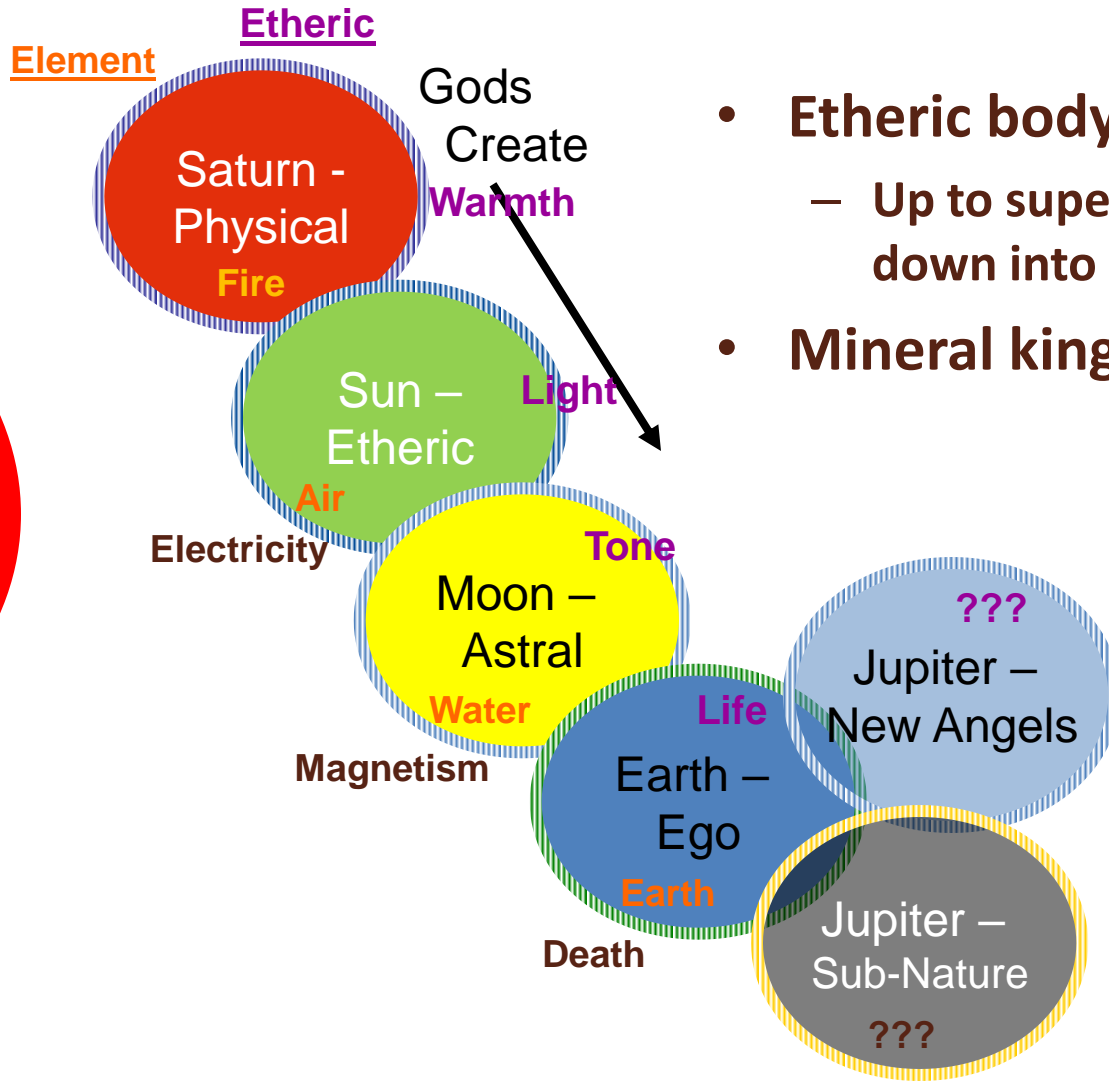 Etheric
Element
Gods
Create
Saturn -
Physical
Warmth
Fire
Sun –
Etheric
Light
Air
Electricity
Tone
Moon –
Astral
Water
Magnetism
Life
Earth –
Ego
Earth
Death
???
Jupiter –
New Angels
Jupiter –
Sub-Nature
???
• Etheric body
– Up to supe
down into
• Mineral king